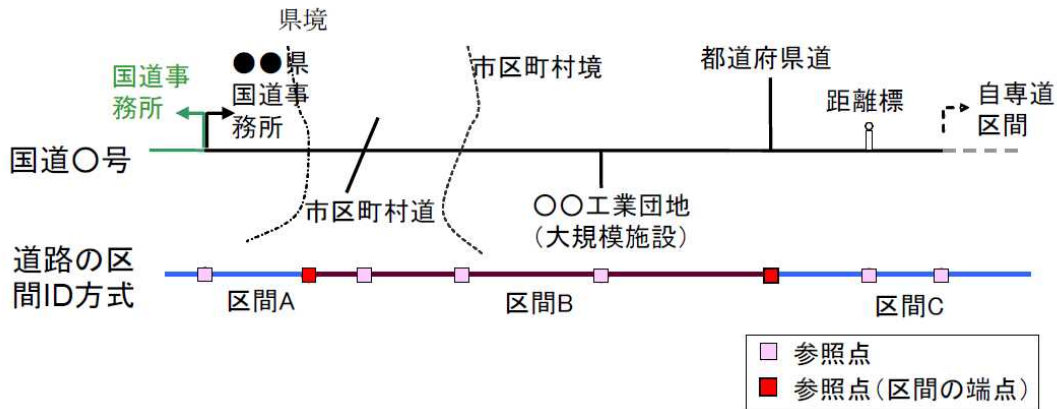 県境
国道事
務所
●●県
国道事
務所
市区町村境
都道府県道
距離標
自専道
区間
国道〇号
市区町村道
〇〇工業団地
（大規模施設）
道路の区
間ID方式
区間A
区間B
区間C
参照点
参照点（区間の端点）